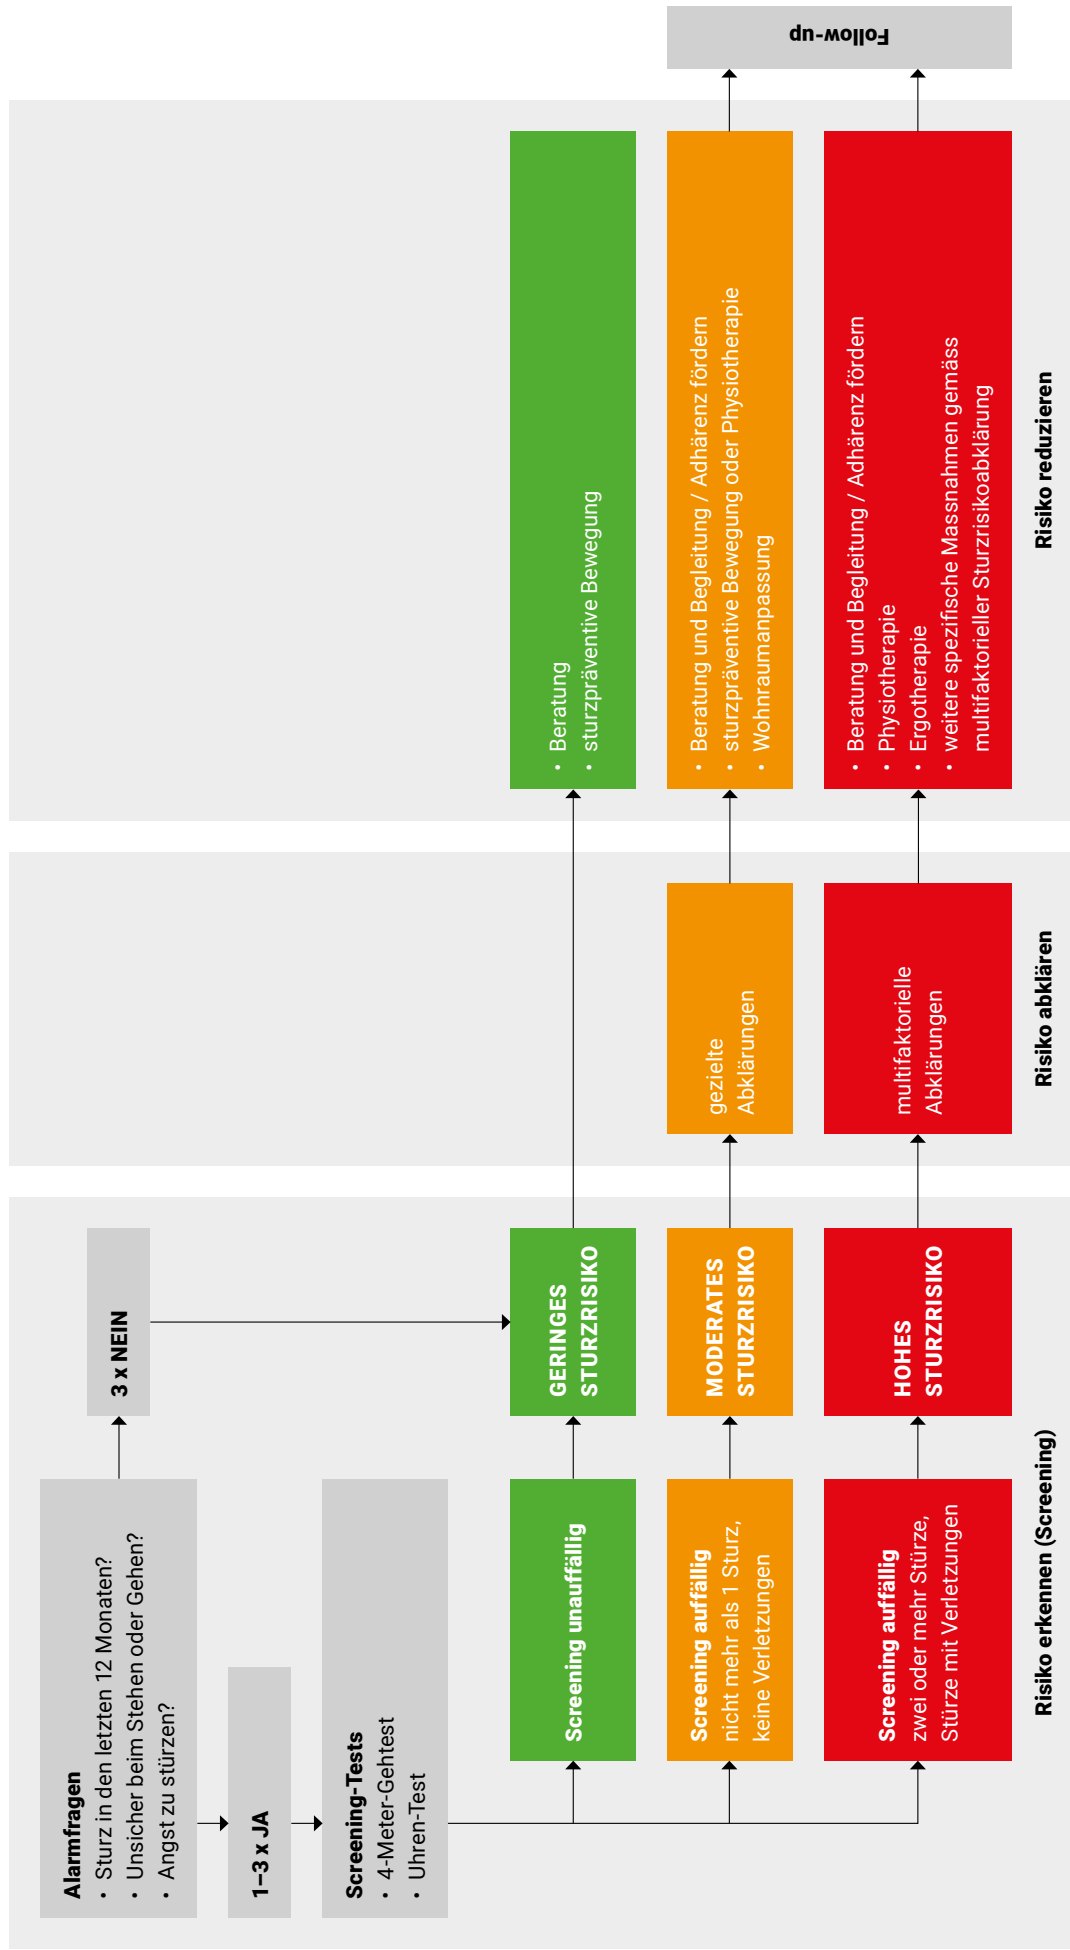 Alarmfragen
• Sturz in den letzten 12 Monaten?
• Unsicher beim Stehen oder Gehen?
• Angst zu stürzen?
3 x NEIN
1–3 x JA
Screening-Tests
• 4-Meter-Gehtest
• Uhren-Test
Screening unauffällig
GERINGES
STURZRISIKO
• Beratung
• sturzpräventive Bewegung
Screening auffällig
nicht mehr als 1 Sturz,
keine Verletzungen
MODERATES
STURZRISIKO
gezielte
Abklärungen
• Beratung und Begleitung / Adhärenz fördern
• sturzpräventive Bewegung oder Physiotherapie
• Wohnraumanpassung
Screening auffällig
zwei oder mehr Stürze,
Stürze mit Verletzungen
HOHES
STURZRISIKO
multifaktorielle
Abklärungen
• Beratung und Begleitung / Adhärenz fördern
• Physiotherapie
• Ergotherapie
• weitere spezifische Massnahmen gemäss
multifaktorieller Sturzrisikoabklärung
Follow-up
Risiko erkennen (Screening)
Risiko abklären
Risiko reduzieren